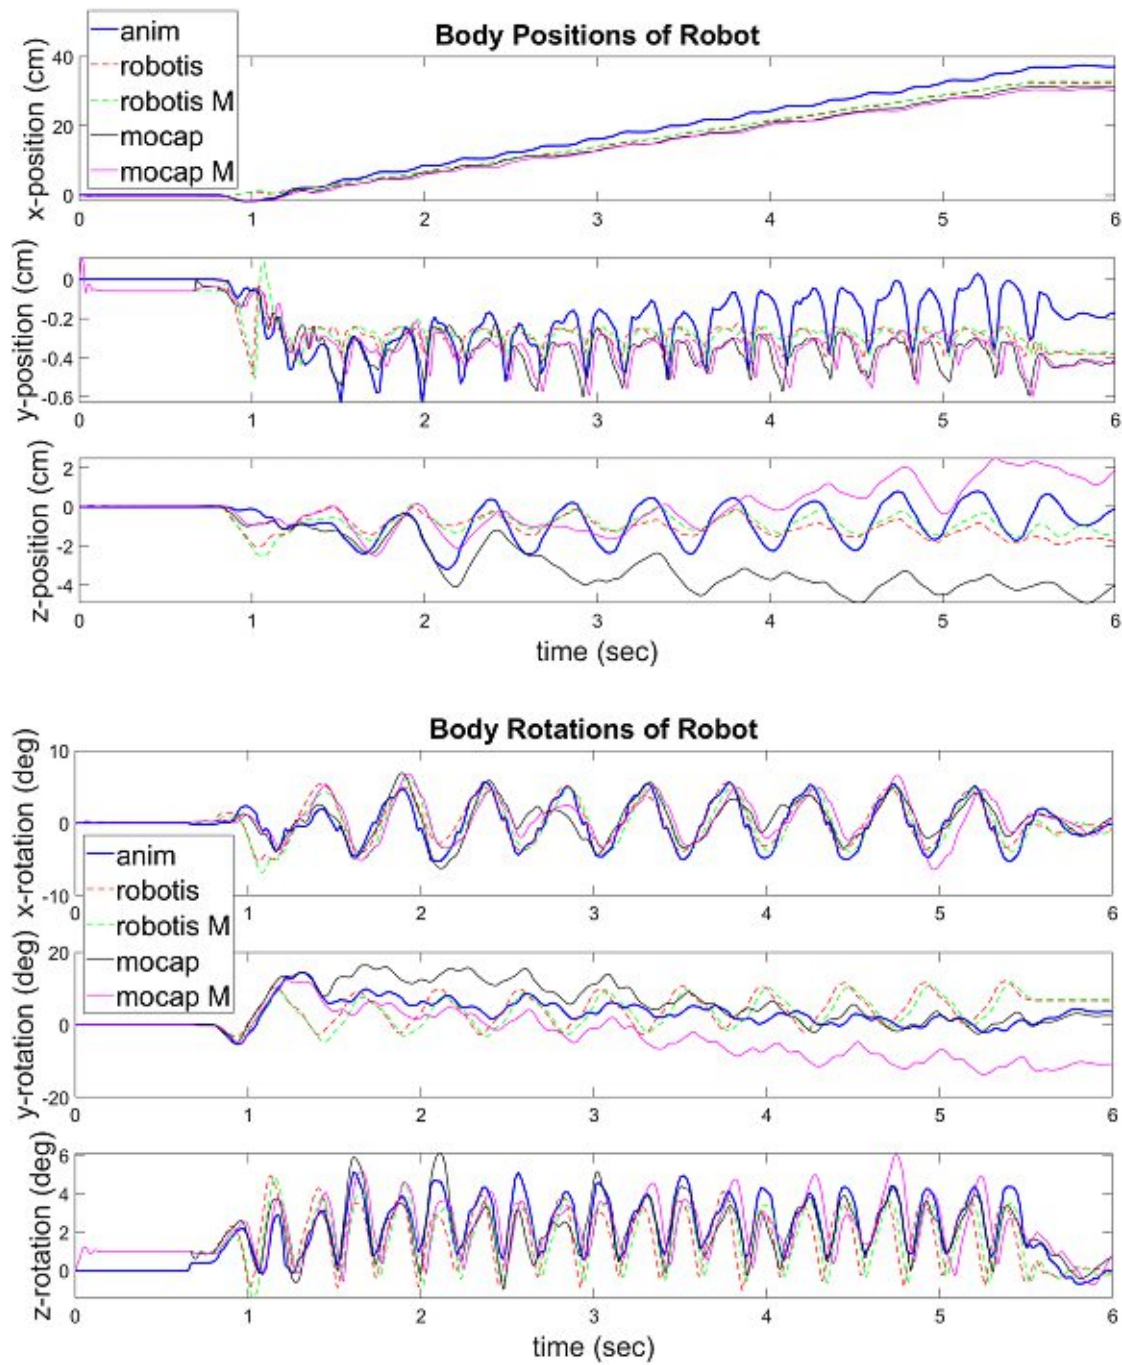 Body Positions of Robot
anim
robotis
robotis M
mocap
mocap M
x-position (cm)
40
20
0
0 1 2 3 4 5 6
y-position (cm)
0
-0.2
-0.4
-0.6
0 1 2 3 4 5 6
z-position (cm)
2
0
-2
-4
0 1 2 3 4 5 6
time (sec)
Body Rotations of Robot
x-rotation (deg)
10
0
-10
0 1 2 3 4 5 6
anim
robotis
robotis M
mocap
mocap M
y-rotation (deg)
20
0
-20
0 1 2 3 4 5 6
z-rotation (deg)
6
4
2
0
0 1 2 3 4 5 6
time (sec)